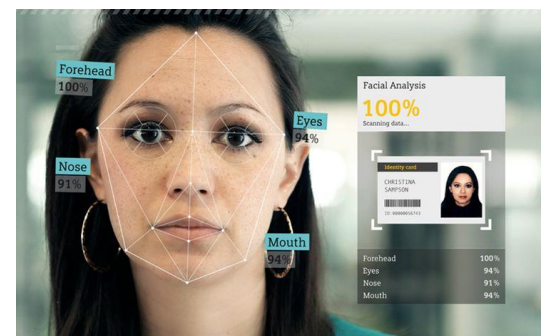 Forehead
100%
Eyes
94%
Nose
91%
Mouth
94%
Facial Analysis
100%
Scanning data...
Identity card
CHRISTINA
SAMPSON
Forehead 100%
Eyes 94%
Nose 91%
Mouth 94%